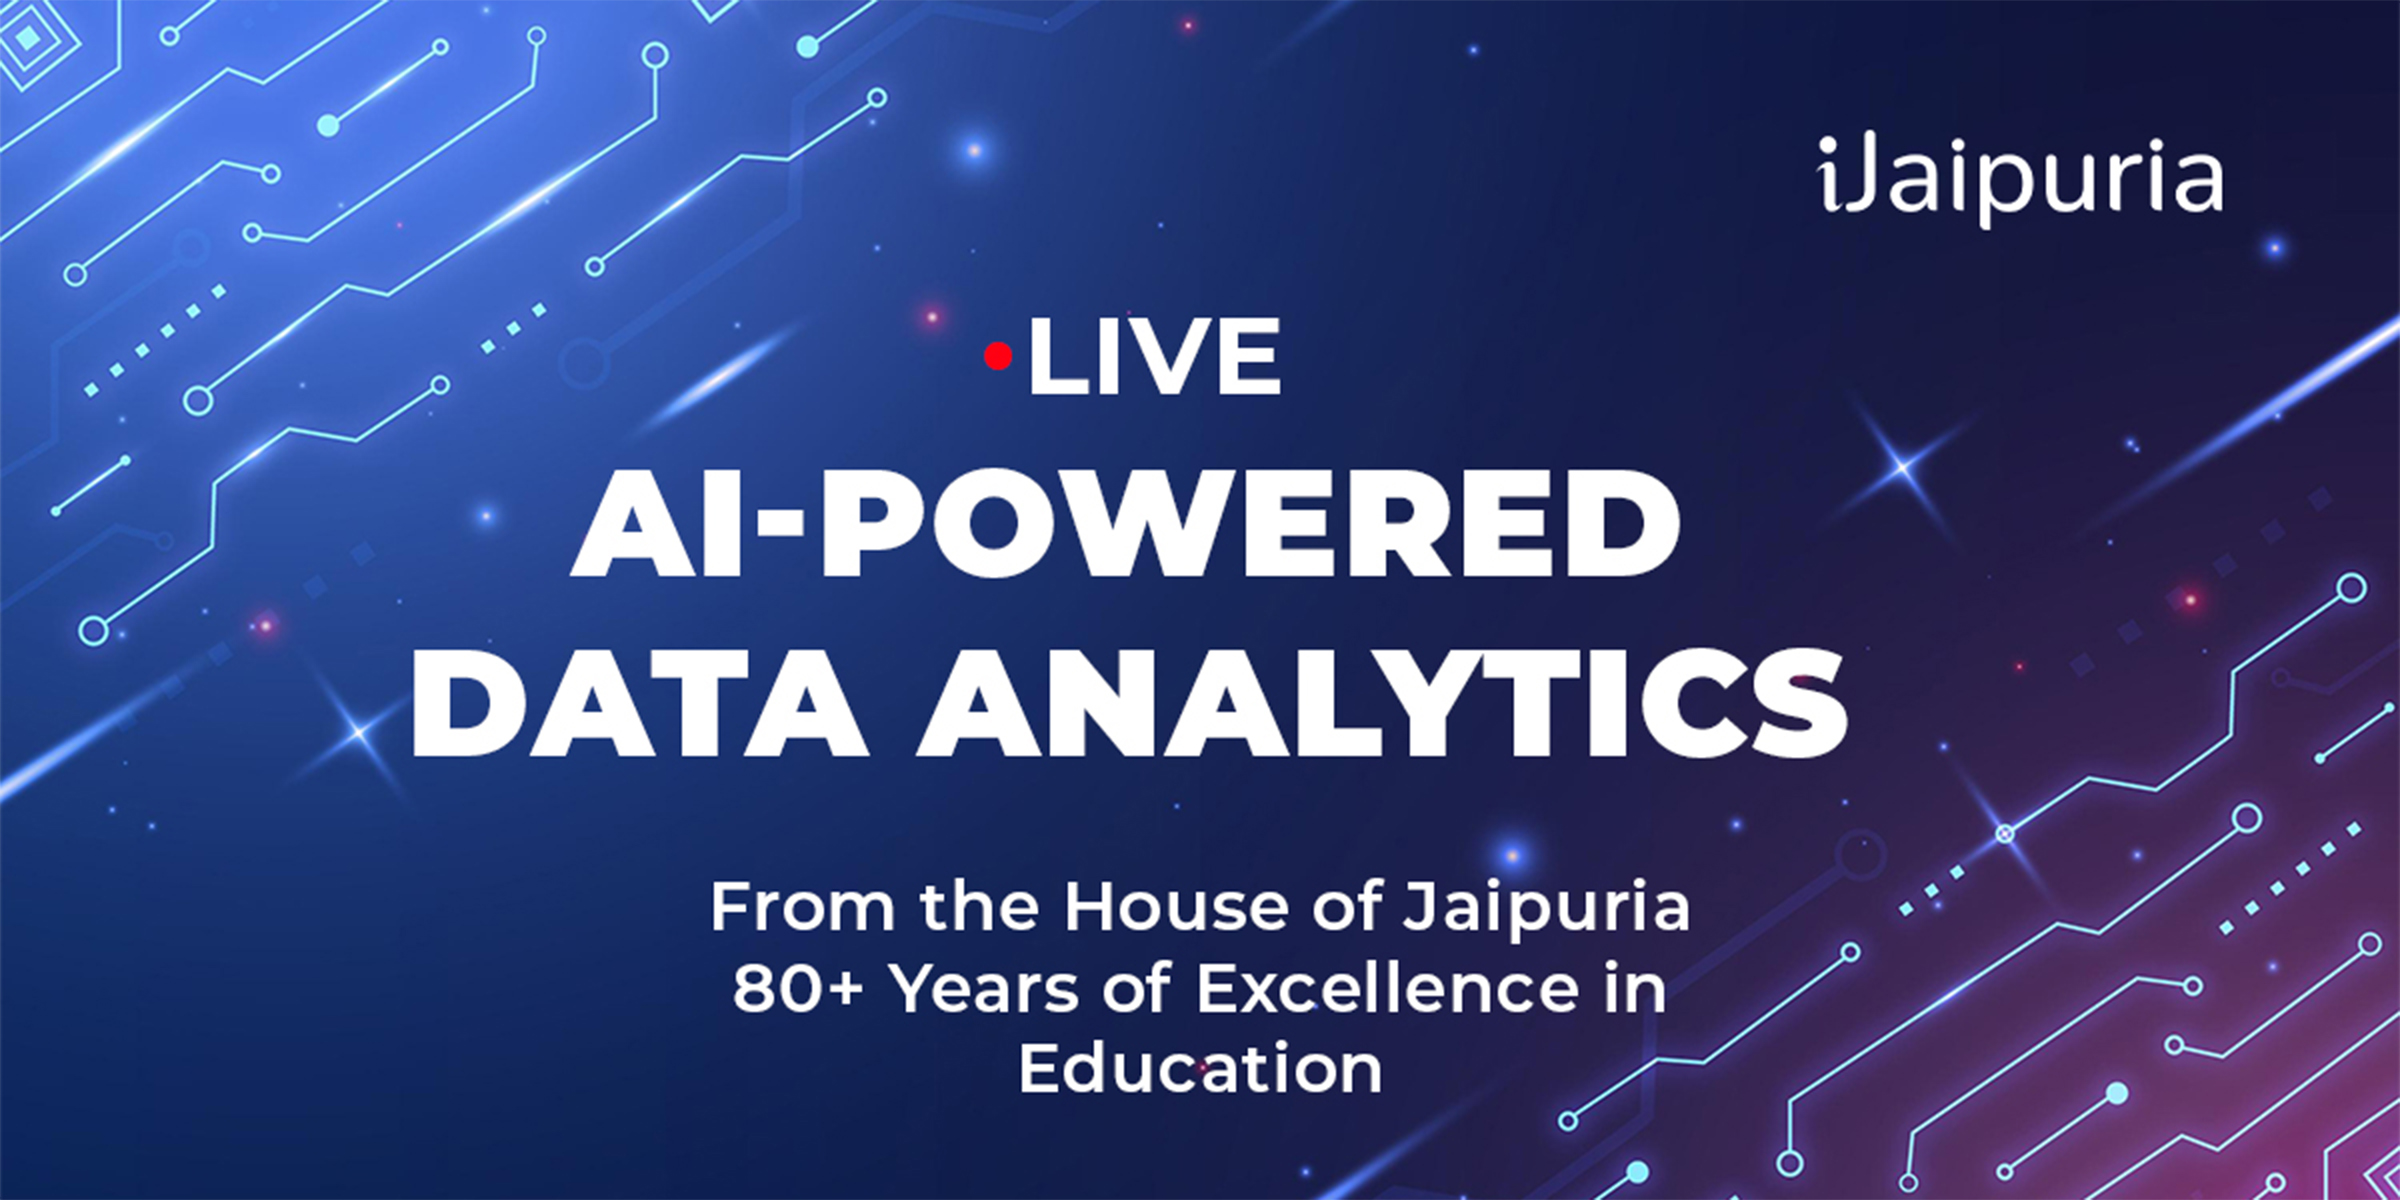 iJaipuria
LIVE
AI-POWERED
DATA ANALYTICS
From the House of Jaipuria
80+ Years of Excellence in
Education